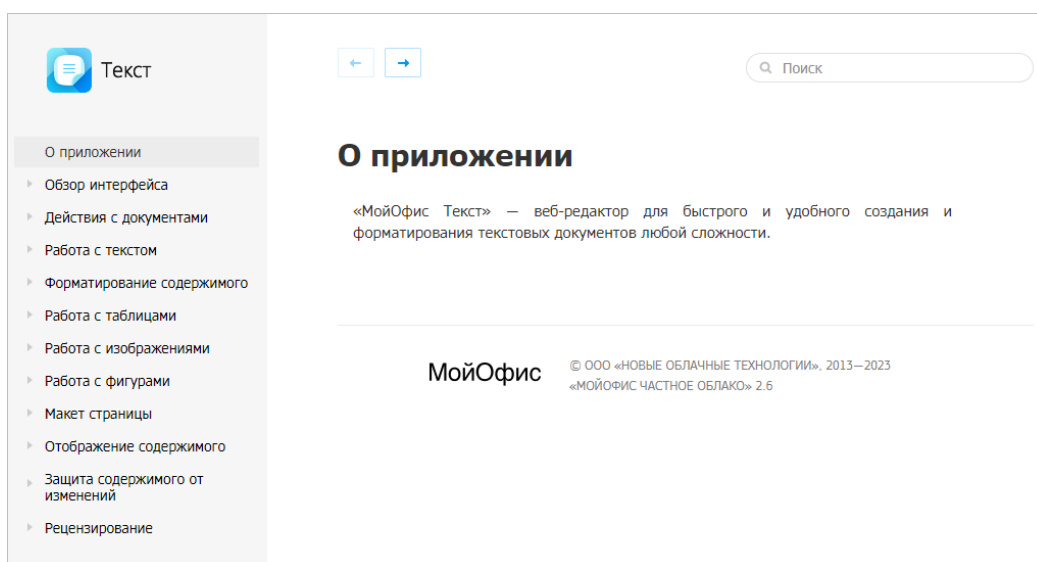 Текст
О приложении
Обзор интерфейса
Действия с документами
Работа с текстом
Форматирование содержимого
Работа с таблицами
Работа с изображениями
Работа с фигурами
Макет страницы
Отображение содержимого
Защита содержимого от
изменений
Рецензирование
Поиск
О приложении
«МойОфис Текст» — веб-редактор для быстрого и удобного создания и
форматирования текстовых документов любой сложности.
МойОфис
© ООО «НОВЫЕ ОБЛАЧНЫЕ ТЕХНОЛОГИИ», 2013—2023
«МОЙОФИС ЧАСТНОЕ ОБЛАКО» 2.6